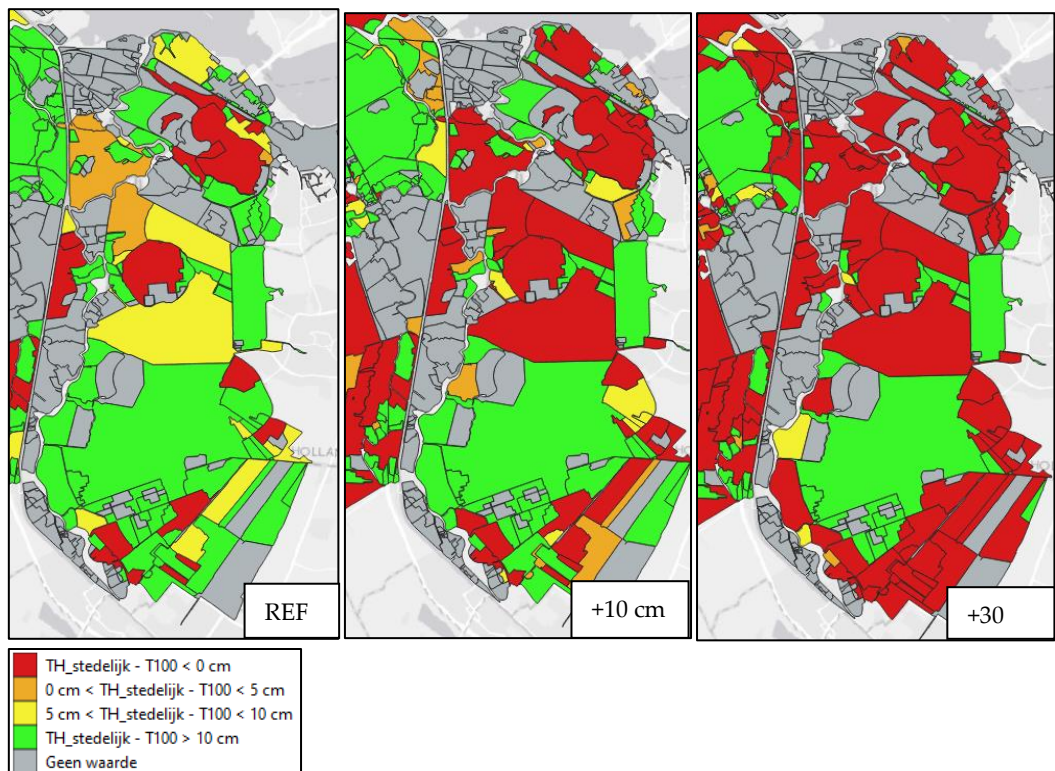 HOLLAN
REF
+10 cm
+30
TH_stedelijk - T100 < 0 cm
0 cm < TH_stedelijk - T100 < 5 cm
5 cm < TH_stedelijk - T100 < 10 cm
TH_stedelijk - T100 > 10 cm
Geen waarde